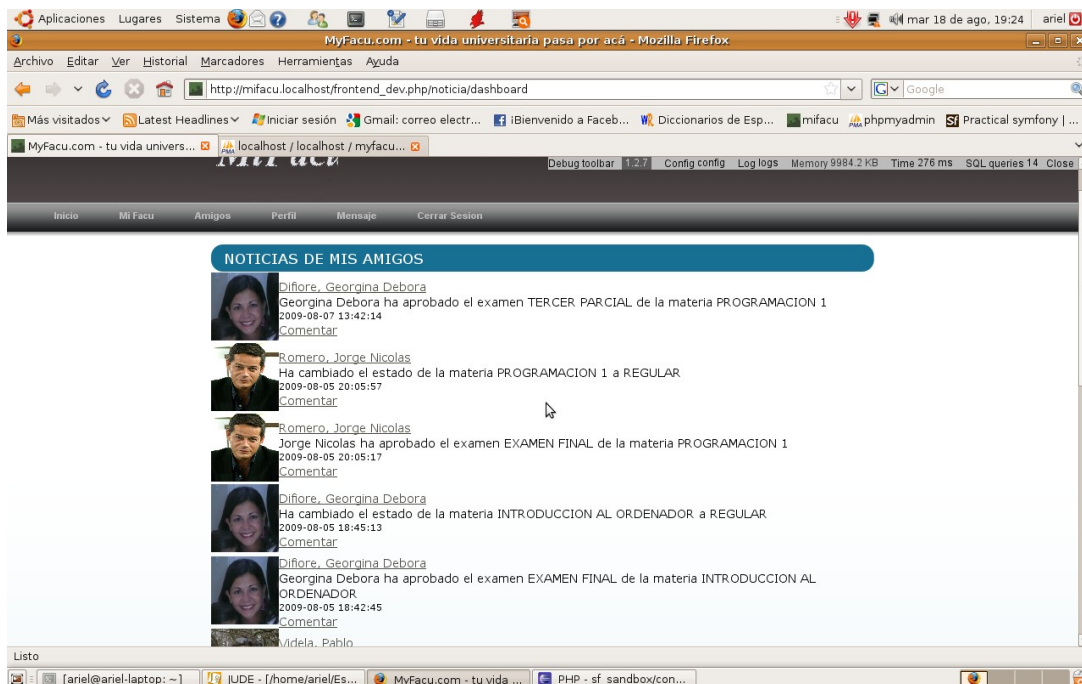 Aplicaciones Lugares Sistema mar 18 de ago, 19:24 ariel
MyFacu.com - tu vida universitaria pasa por acá - Mozilla Firefox
Archivo Editar Ver Historial Marcadores Herramientas Ayuda
http://mifacu.localhost/frontend_dev.php/noticia/dashboard Google
Más visitados Latest Headlines Iniciar sesión Gmail: correo electr... ¡Bienvenido a Faceb... Diccionarios de Esp... mifacu phpmyadmin Practical symfony | ...
MyFacu.com - tu vida univers... localhost / localhost / myfacu...
Mi Facu
Debug toolbar 1.2.7 Config config Log logs Memory 9984.2 KB Time 276 ms SQL queries 14 Close
Inicio Mi Facu Amigos Perfil Mensaje Cerrar Sesion
NOTICIAS DE MIS AMIGOS
Difiore, Georgina Debora
Georgina Debora ha aprobado el examen TERCER PARCIAL de la materia PROGRAMACION 1
2009-08-07 13:42:14
Comentar
Romero, Jorge Nicolas
Ha cambiado el estado de la materia PROGRAMACION 1 a REGULAR
2009-08-05 20:05:57
Comentar
Romero, Jorge Nicolas
Jorge Nicolas ha aprobado el examen EXAMEN FINAL de la materia PROGRAMACION 1
2009-08-05 20:05:17
Comentar
Difiore, Georgina Debora
Ha cambiado el estado de la materia INTRODUCCION AL ORDENADOR a REGULAR
2009-08-05 18:45:13
Comentar
Difiore, Georgina Debora
Georgina Debora ha aprobado el examen EXAMEN FINAL de la materia INTRODUCCION AL
ORDENADOR
2009-08-05 18:42:45
Comentar
Videla, Pablo
Listo
[ariel@ariel-laptop: ~] JUDE - [/home/ariel/Es... MyFacu.com - tu vida ... PHP - sf_sandbox/con...